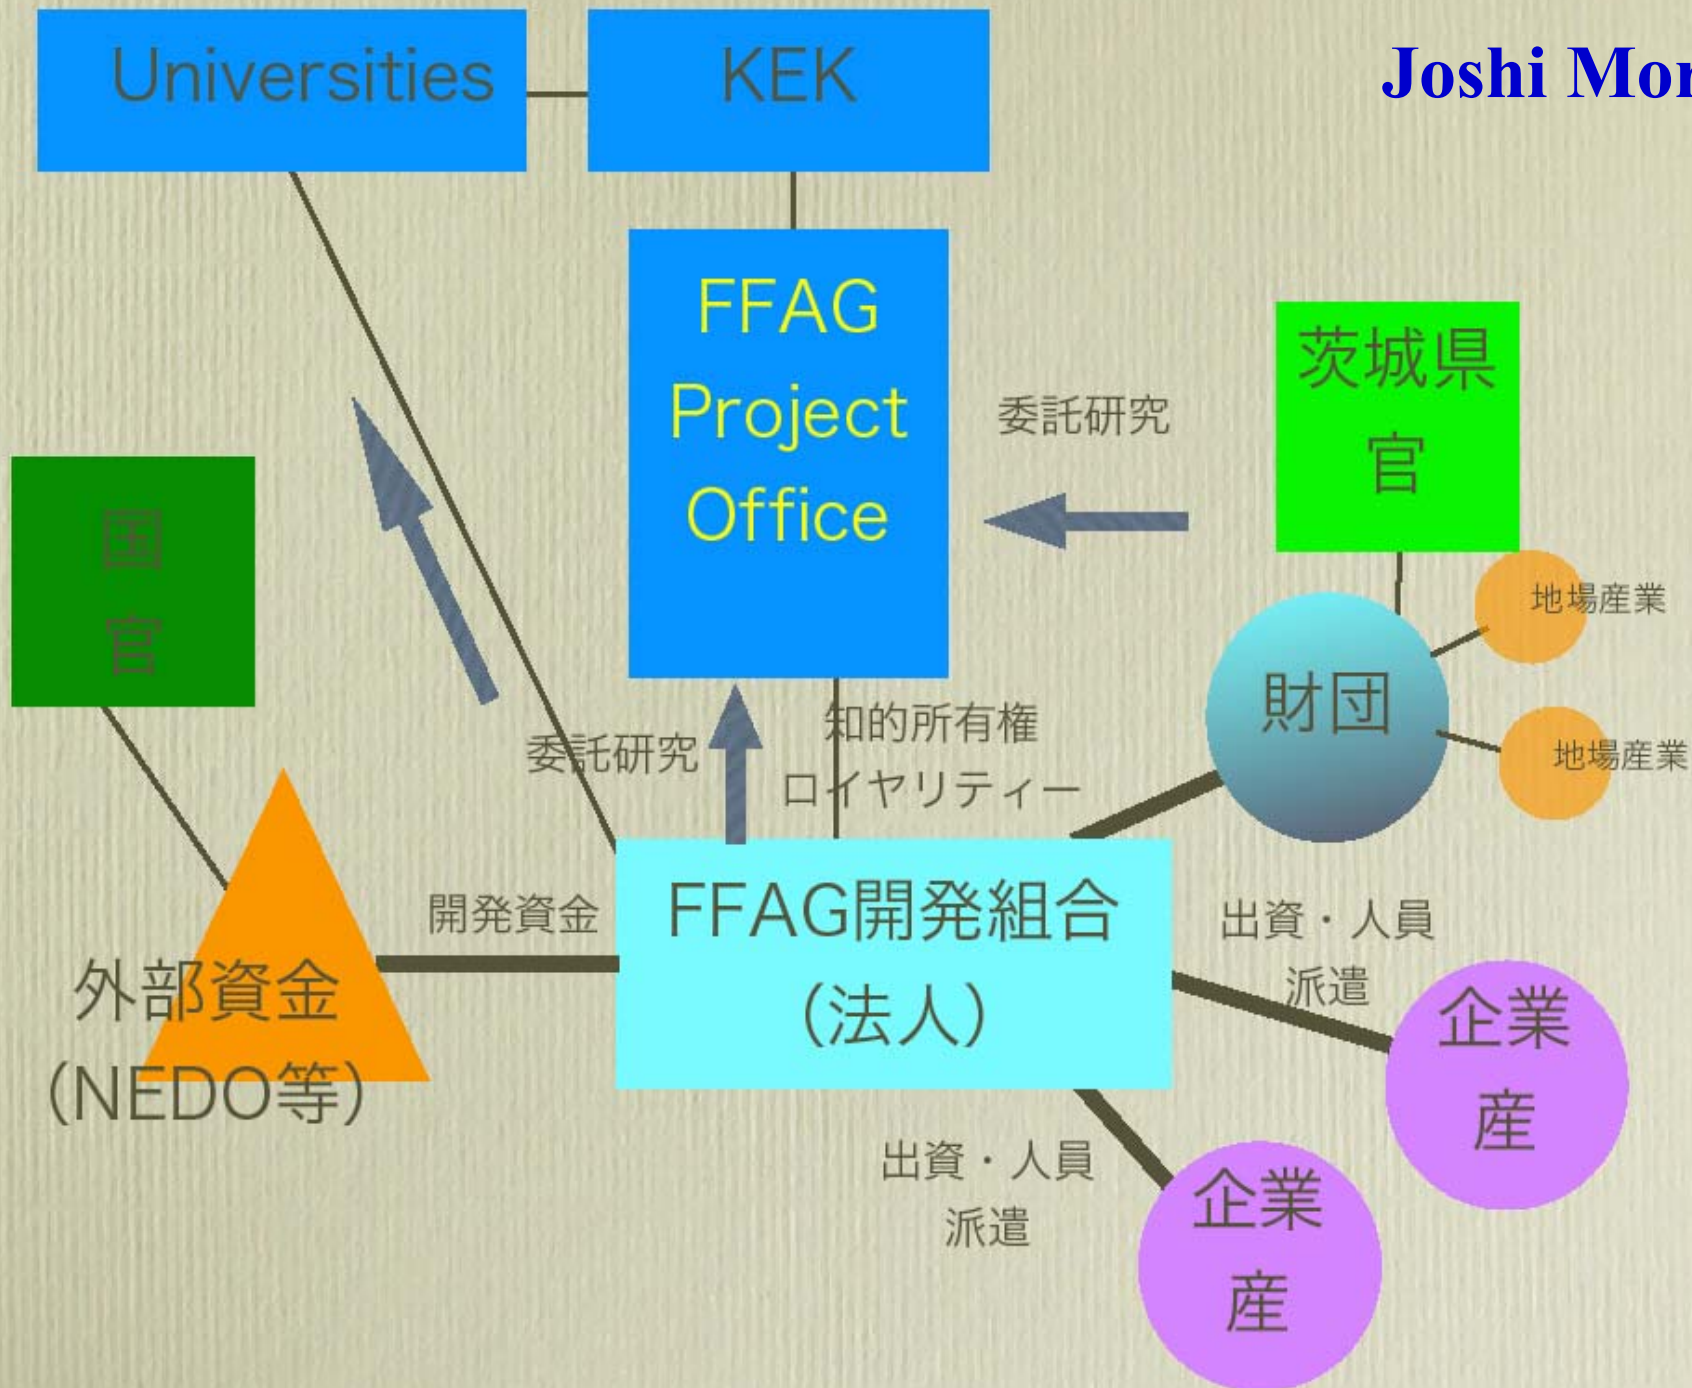 Universities
KEK
Joshi
FFAG
Project
Office
茨城県
官
委託研究
国
官
地場産業
財団
地場産業
委託研究
知的所有権
ロイヤリティー
開発資金
FFAG開発組合
（法人）
出資・人員
派遣
外部資金
（NEDO等）
企業
産
出資・人員
派遣
企業
産